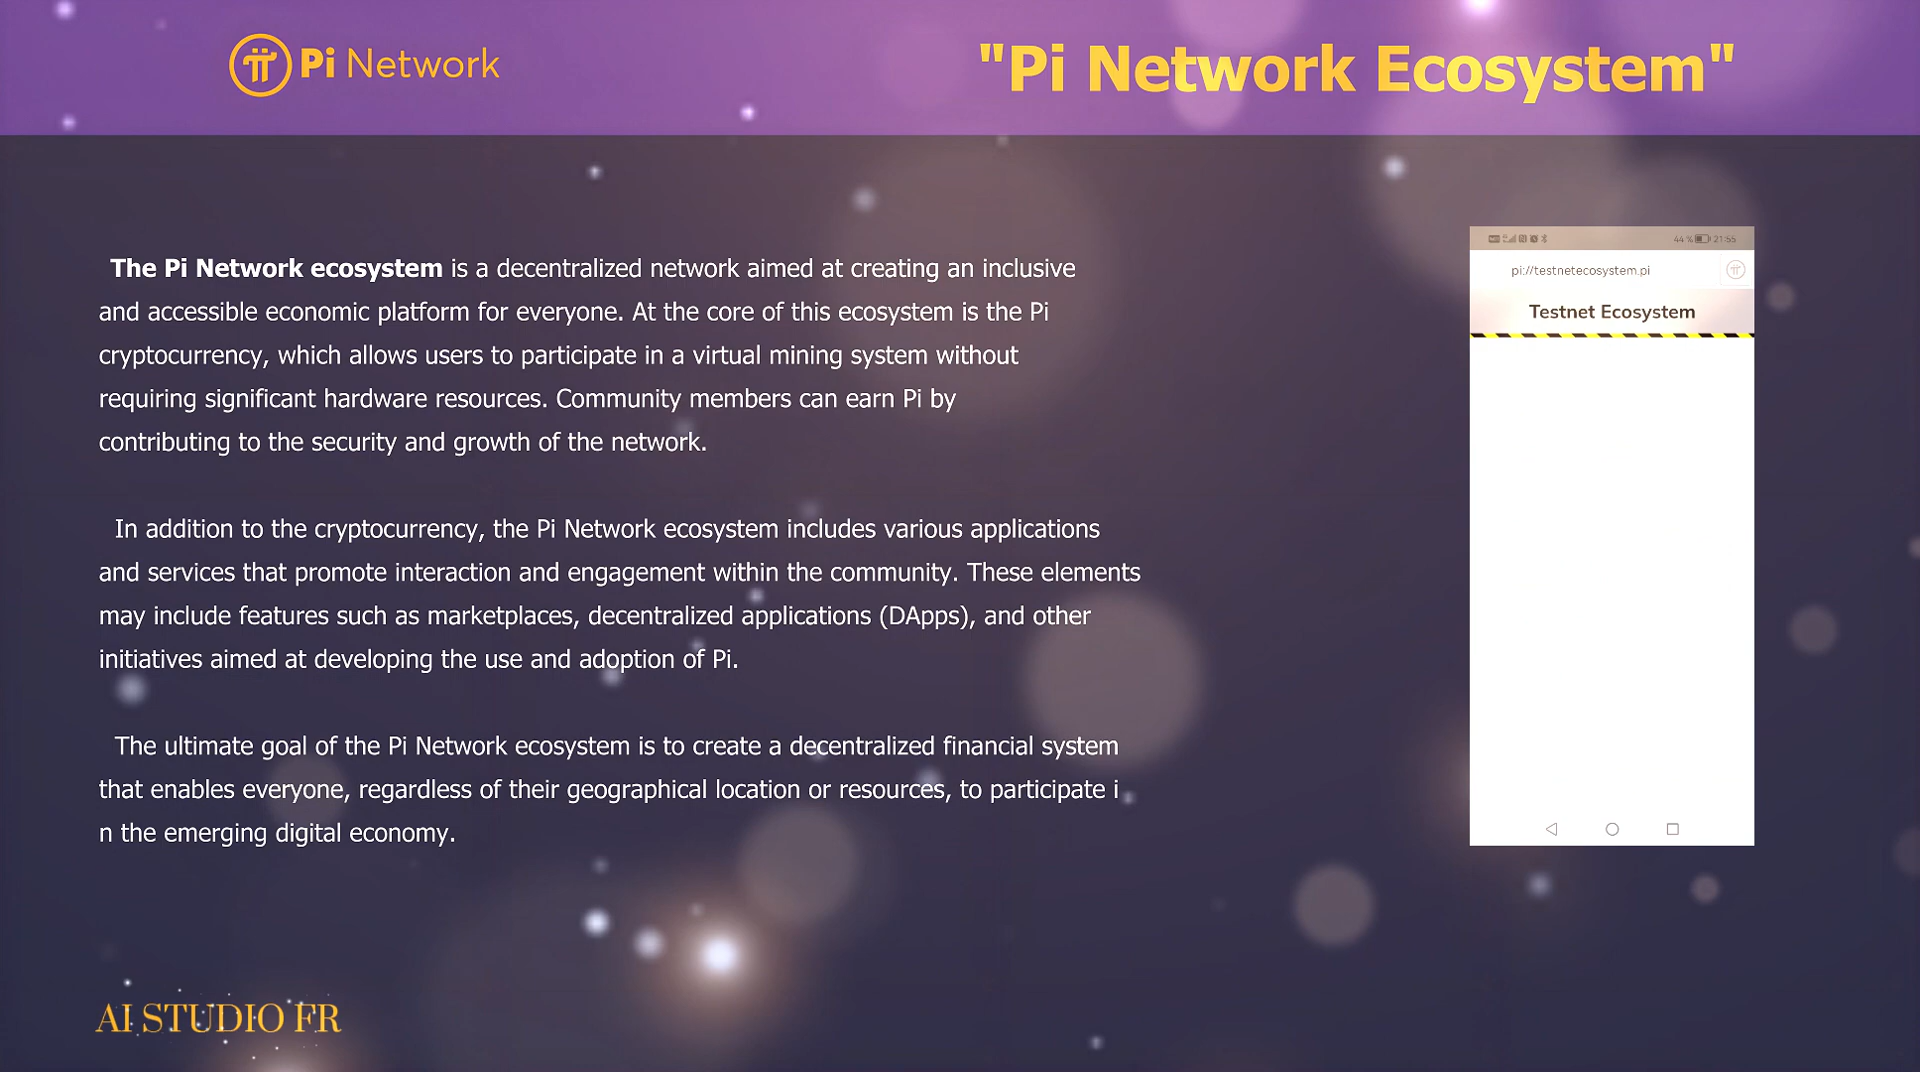 Pi Network
"Pi Network Ecosystem"
The Pi Network ecosystem is a decentralized network aimed at creating an inclusive
and accessible economic platform for everyone. At the core of this ecosystem is the Pi
cryptocurrency, which allows users to participate in a virtual mining system without
requiring significant hardware resources. Community members can earn Pi by
contributing to the security and growth of the network.
In addition to the cryptocurrency, the Pi Network ecosystem includes various applications
and services that promote interaction and engagement within the community. These elements
may include features such as marketplaces, decentralized applications (DApps), and other
initiatives aimed at developing the use and adoption of Pi.
The ultimate goal of the Pi Network ecosystem is to create a decentralized financial system
that enables everyone, regardless of their geographical location or resources, to participate i
n the emerging digital economy.
44 % 21:55
pi://testnetecosystem.pi
Testnet Ecosystem
AI STUDIO FR